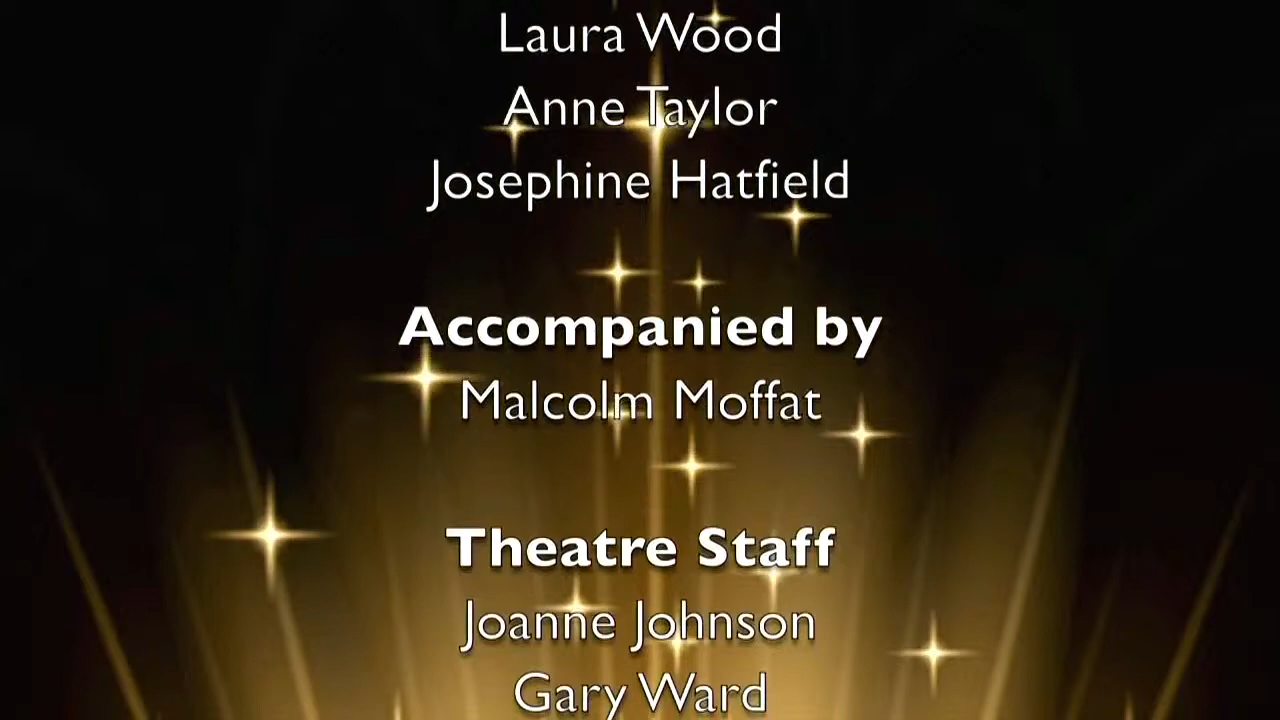 Laura Wood
Anne Taylor
Josephine Hatfield
Accompanied by
Malcolm Moffat
Theatre Staff
Joanne Johnson
Gary Ward